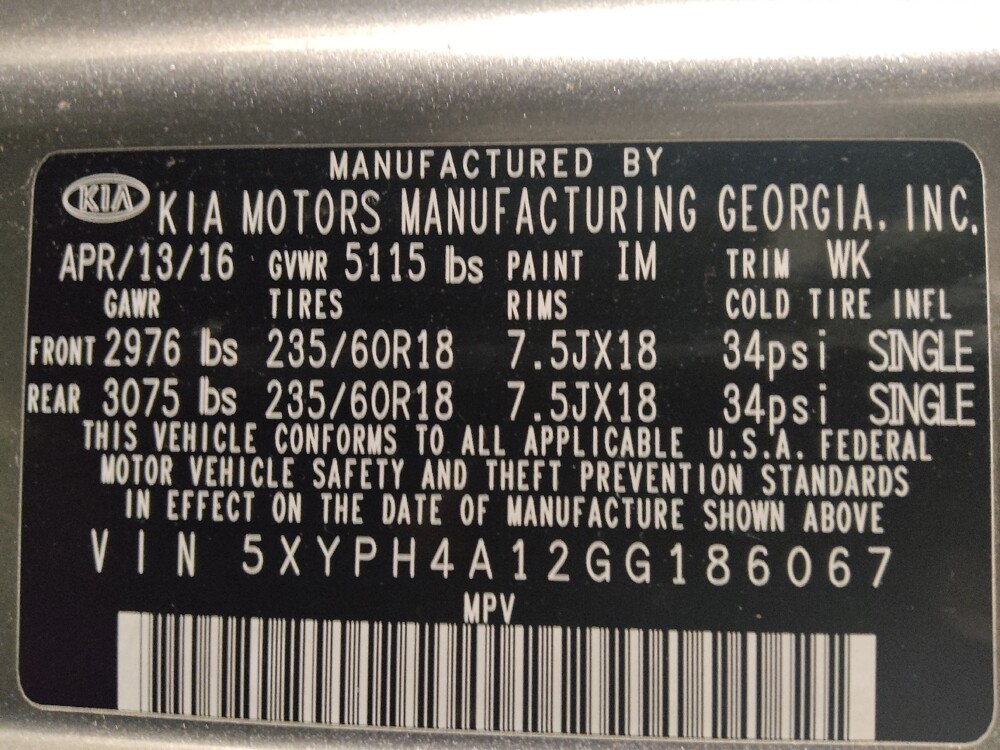 MANUFACTURED BY
KIA KIA MOTORS MANUFACTURING GEORGIA, INC.
APR/13/16 GVWR 5115 lbs PAINT IM TRIM WK
GAWR TIRES RIMS COLD TIRE INFL
FRONT 2976 lbs 235/60R18 7.5JX18 34psi SINGLE
REAR 3075 lbs 235/60R18 7.5JX18 34psi SINGLE
THIS VEHICLE CONFORMS TO ALL APPLICABLE U.S.A. FEDERAL
MOTOR VEHICLE SAFETY AND THEFT PREVENTION STANDARDS
IN EFFECT ON THE DATE OF MANUFACTURE SHOWN ABOVE
VIN 5XYPH4A12GG186067
MPV